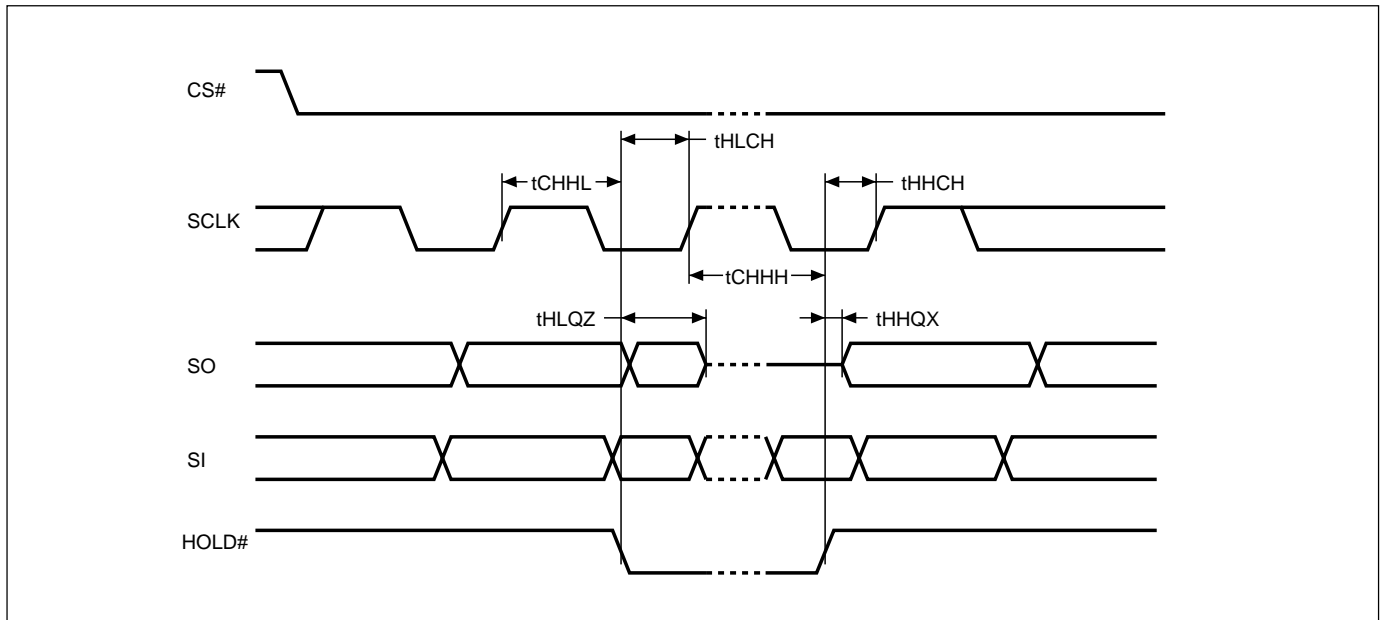 CS#
tHLCH
tCHHL
tHHCH
SCLK
tCHHH
tHLQZ
tHHQX
SO
SI
HOLD#